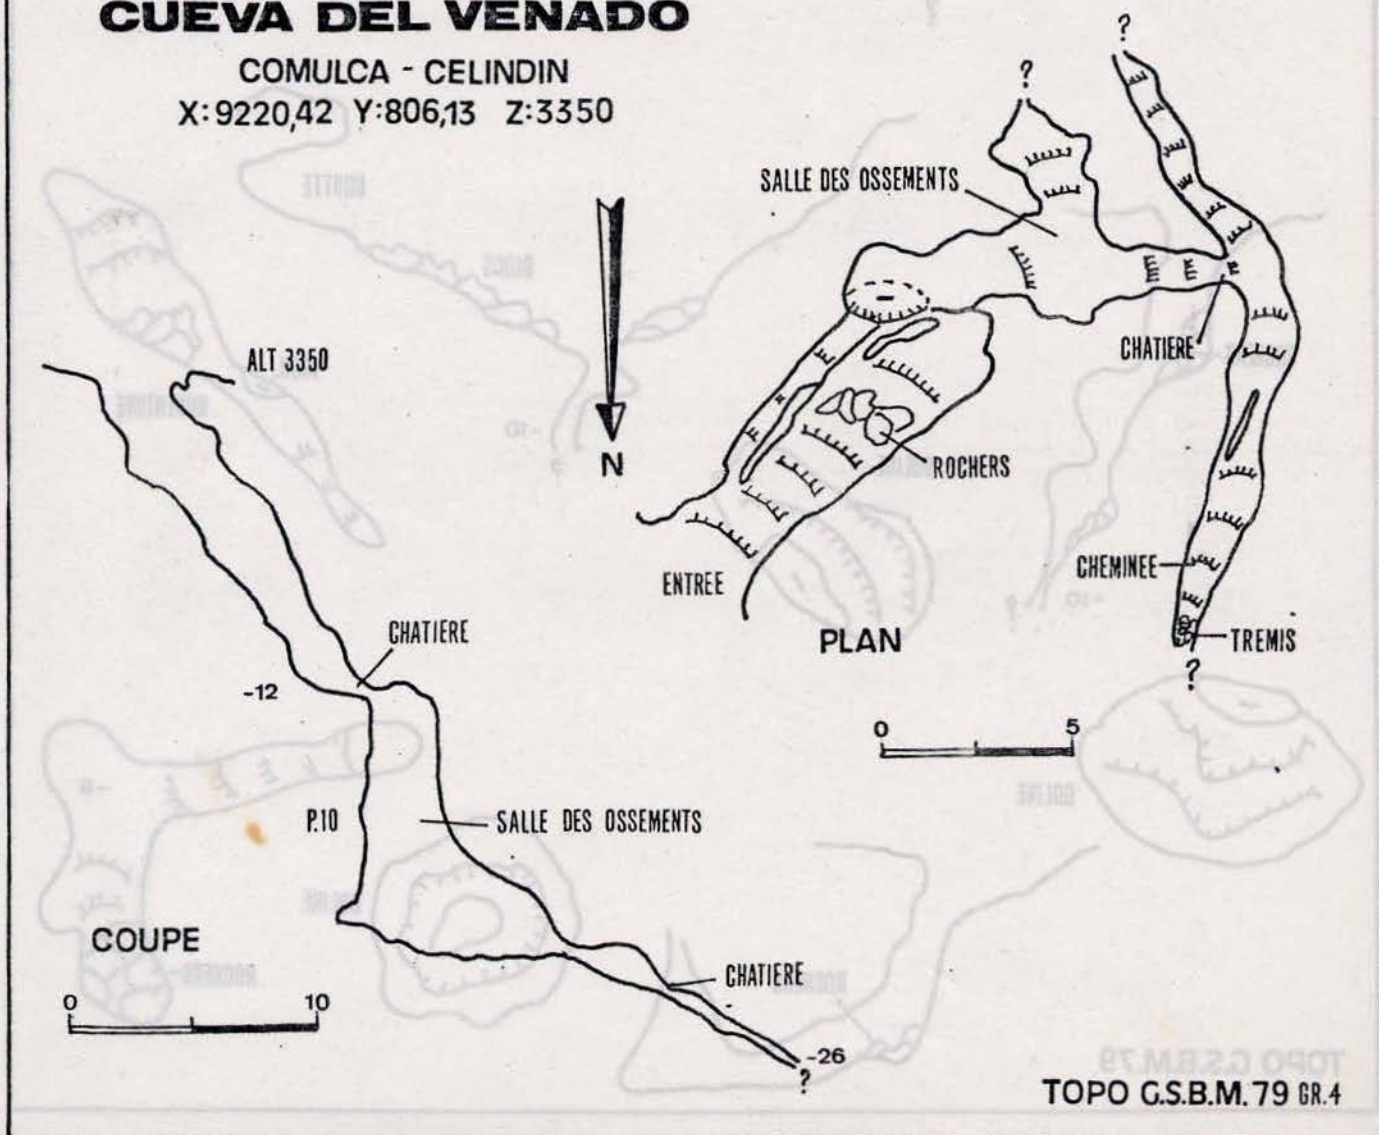 CUEVA DEL VENADO
COMULCA - CELINDIN
X:9220,42 Y:806,13 Z:3350
?
?
SALLE DES OSSEMENTS
ALT 3350
CHATIERE
N
ROCHERS
ENTREE
CHEMINEE
PLAN
TREMIS
?
0 5
CHATIERE
-12
P.10
SALLE DES OSSEMENTS
COUPE
0 10
CHATIERE
-26
?
TOPO G.S.B.M. 79 GR.4